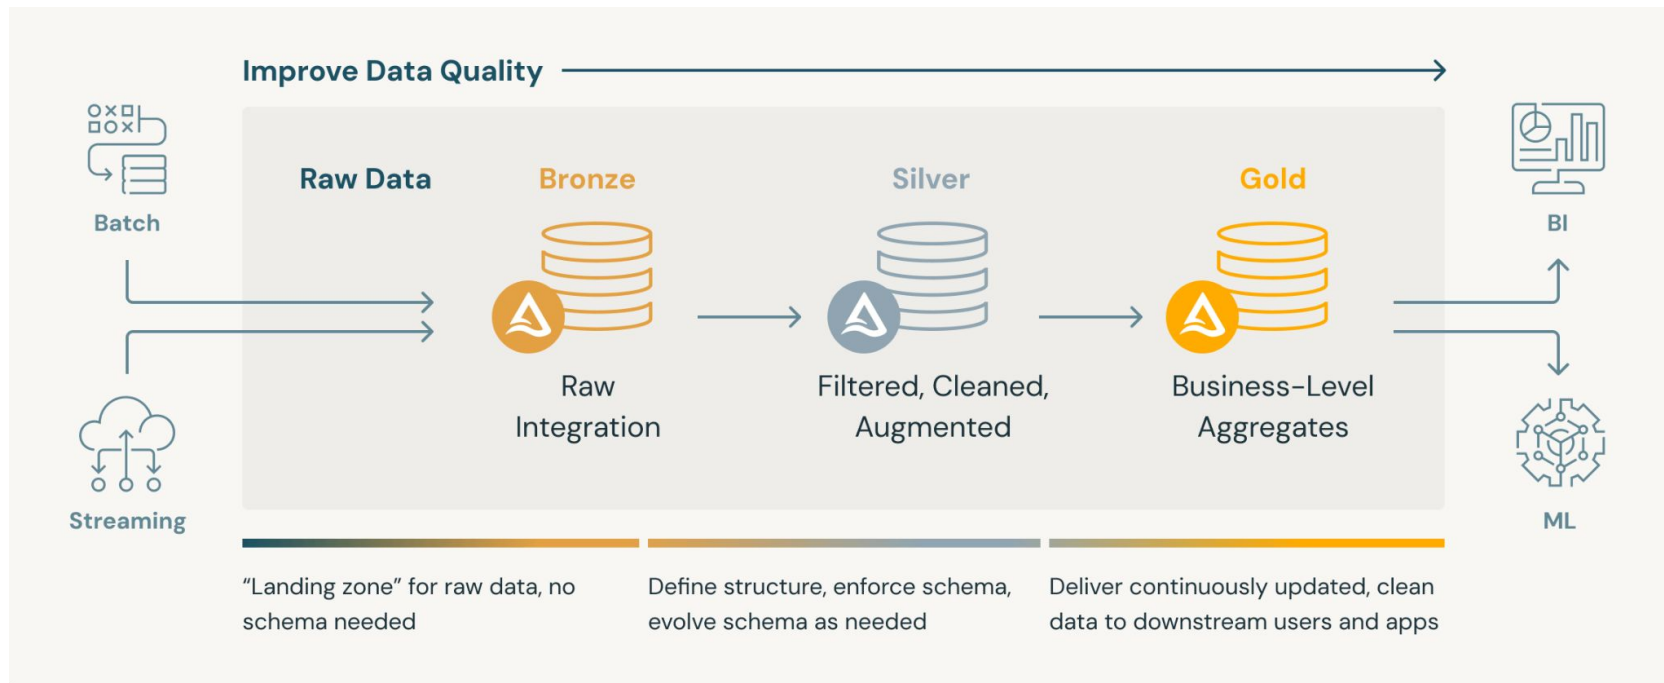 Improve Data Quality
Batch
Streaming
Raw Data
Bronze
Raw
Integration
Silver
Filtered, Cleaned,
Augmented
Gold
Business-Level
Aggregates
BI
ML
“Landing zone” for raw data, no
schema needed
Define structure, enforce schema,
evolve schema as needed
Deliver continuously updated, clean
data to downstream users and apps